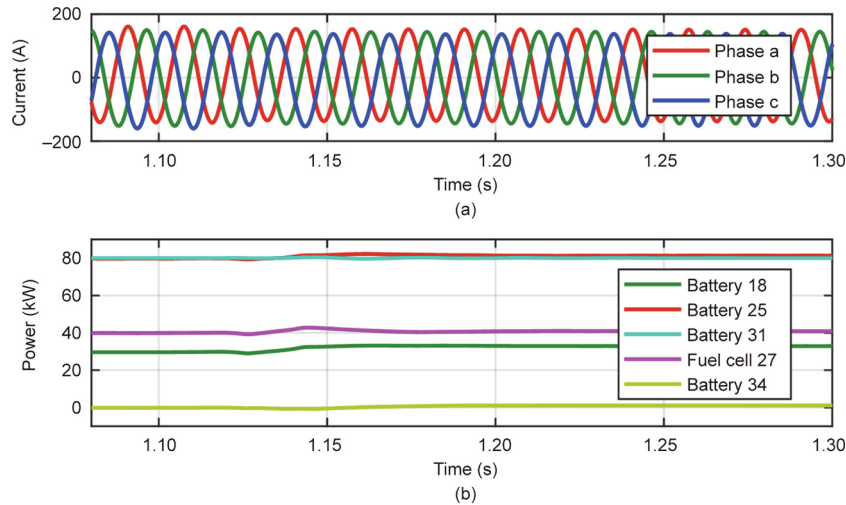 200
0
–200
Current (A)
Phase a
Phase b
Phase c
1.10 1.15 1.20 1.25 1.30
Time (s)
(a)
80
60
40
20
0
Power (kW)
Battery 18
Battery 25
Battery 31
Fuel cell 27
Battery 34
1.10 1.15 1.20 1.25 1.30
Time (s)
(b)